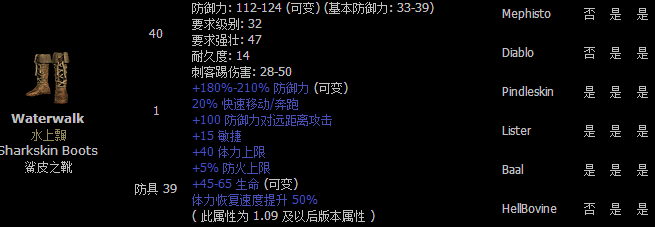 Waterwalk
水上飘
Sharkskin Boots
鲨皮之靴
40
1
防具 39
防御力: 112-124 (可变) (基本防御力: 33-39)
要求级别: 32
要求强壮: 47
耐久度: 14
刺客踢伤害: 28-50
+180%-210% 防御力 (可变)
20% 快速移动/奔跑
+100 防御力对远距离攻击
+15 敏捷
+40 体力上限
+5% 防火上限
+45-65 生命 (可变)
体力恢复速度提升 50%
( 此属性为 1.09 及以后版本属性 )
Mephisto 否 是 是
Diablo 否 是 是
Pindleskin 是 是 是
Lister 是 是 是
Baal 是 是 是
HellBovine 否 是 是